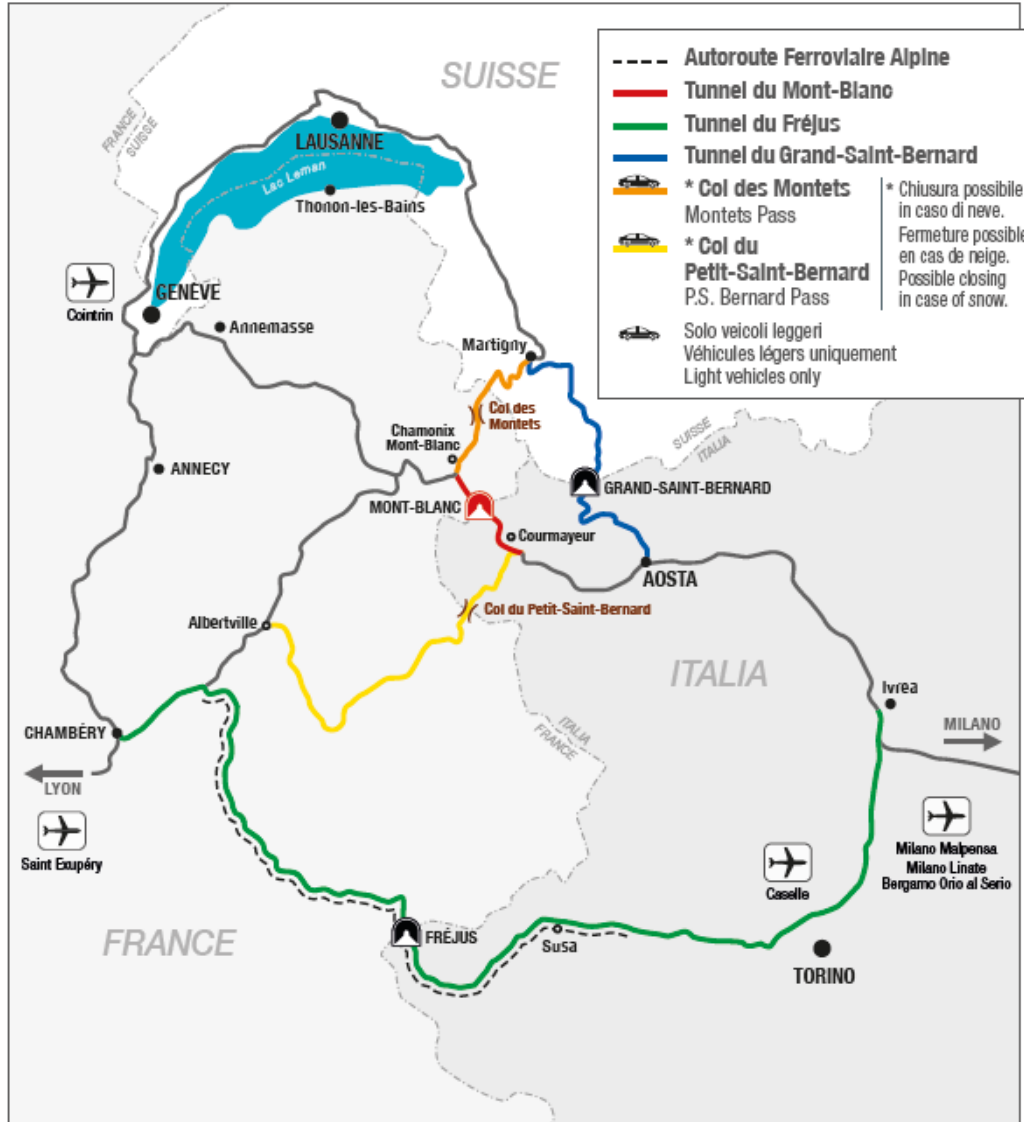 SUISSE
FRANCE
SUISSE
LAUSANNE
Lac Leman
Thonon-les-Bains
GENÈVE
Cointrin
Annemasse
Martigny
Col des
Montets
Chamonix
Mont-Blanc
ANNECY
MONT-BLANC
GRAND-SAINT-BERNARD
SUISSE
ITALIA
Courmayeur
AOSTA
Albertville
Col du Petit-Saint-Bernard
ITALIA
Ivrea
ITALIA
FRANCE
CHAMBÉRY
MILANO
LYON
Saint Exupéry
Milano Malpensa
Milano Linate
Bergamo Orio al Serio
Caselle
FRANCE
FRÉJUS
Susa
TORINO
Autoroute Ferroviaire Alpine
Tunnel du Mont-Blanc
Tunnel du Fréjus
Tunnel du Grand-Saint-Bernard
* Col des Montets
Montets Pass
* Col du
Petit-Saint-Bernard
P.S. Bernard Pass
* Chiusura possibile
in caso di neve.
Fermeture possible
en cas de neige.
Possible closing
in case of snow.
Solo veicoli leggeri
Véhicules légers uniquement
Light vehicles only